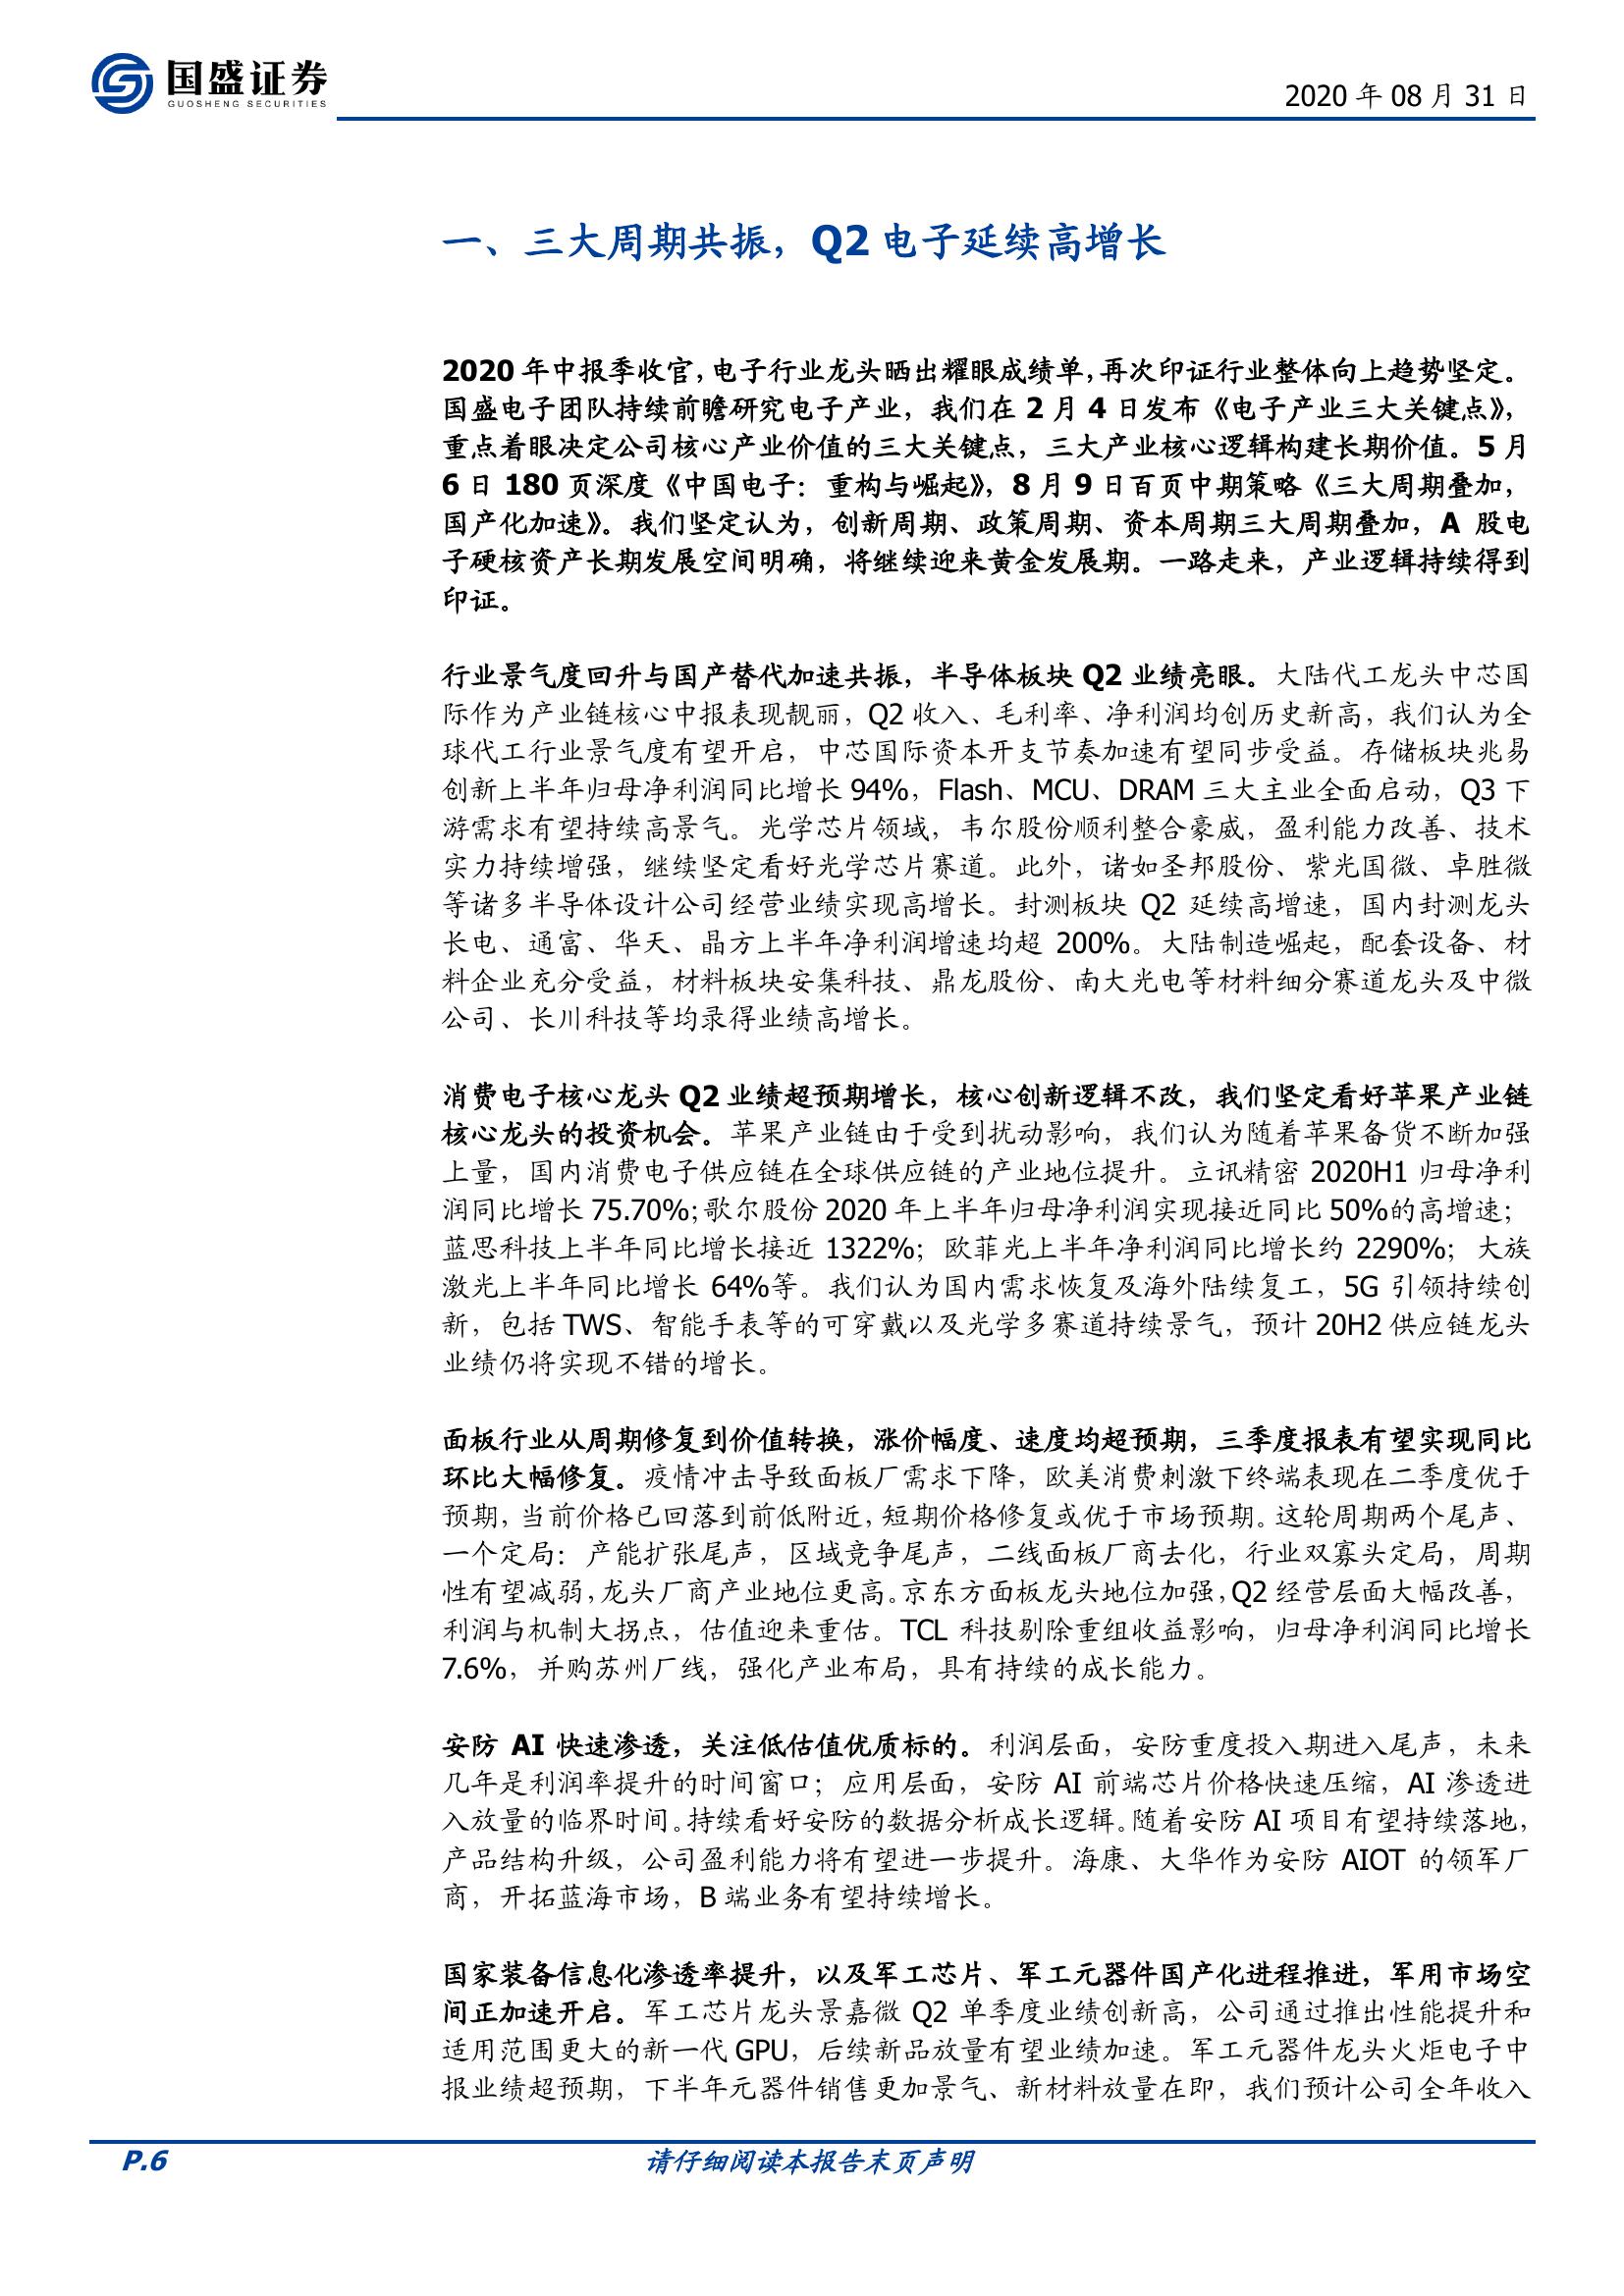 国盛证券
GUOSHENG SECURITIES
2020 年 08 月 31 日
一、三大周期共振，Q2 电子延续高增长
2020 年中报季收官，电子行业龙头晒出耀眼成绩单，再次印证行业整体向上趋势坚定。
国盛电子团队持续前瞻研究电子产业，我们在 2 月 4 日发布《电子产业三大关键点》，
重点着眼决定公司核心产业价值的三大关键点，三大产业核心逻辑构建长期价值。5 月
6 日 180 页深度《中国电子：重构与崛起》，8 月 9 日百页中期策略《三大周期叠加，
国产化加速》。我们坚定认为，创新周期、政策周期、资本周期三大周期叠加，A 股电
子硬核资产长期发展空间明确，将继续迎来黄金发展期。一路走来，产业逻辑持续得到
印证。
行业景气度回升与国产替代加速共振，半导体板块 Q2 业绩亮眼。大陆代工龙头中芯国
际作为产业链核心中报表现靓丽，Q2 收入、毛利率、净利润均创历史新高，我们认为全
球代工行业景气度有望开启，中芯国际资本开支节奏加速有望同步受益。存储板块兆易
创新上半年归母净利润同比增长 94%，Flash、MCU、DRAM 三大主业全面启动，Q3 下
游需求有望持续高景气。光学芯片领域，韦尔股份顺利整合豪威，盈利能力改善、技术
实力持续增强，继续坚定看好光学芯片赛道。此外，诸如圣邦股份、紫光国微、卓胜微
等诸多半导体设计公司经营业绩实现高增长。封测板块 Q2 延续高增速，国内封测龙头
长电、通富、华天、晶方上半年净利润增速均超 200%。大陆制造崛起，配套设备、材
料企业充分受益，材料板块安集科技、鼎龙股份、南大光电等材料细分赛道龙头及中微
公司、长川科技等均录得业绩高增长。
消费电子核心龙头 Q2 业绩超预期增长，核心创新逻辑不改，我们坚定看好苹果产业链
核心龙头的投资机会。苹果产业链由于受到扰动影响，我们认为随着苹果备货不断加强
上量，国内消费电子供应链在全球供应链的产业地位提升。立讯精密 2020H1 归母净利
润同比增长 75.70%；歌尔股份 2020 年上半年归母净利润实现接近同比 50%的高增速；
蓝思科技上半年同比增长接近 1322%；欧菲光上半年净利润同比增长约 2290%；大族
激光上半年同比增长 64%等。我们认为国内需求恢复及海外陆续复工，5G 引领持续创
新，包括 TWS、智能手表等的可穿戴以及光学多赛道持续景气，预计 20H2 供应链龙头
业绩仍将实现不错的增长。
面板行业从周期修复到价值转换，涨价幅度、速度均超预期，三季度报表有望实现同比
环比大幅修复。疫情冲击导致面板厂需求下降，欧美消费刺激下终端表现在二季度优于
预期，当前价格已回落到前低附近，短期价格修复或优于市场预期。这轮周期两个尾声、
一个定局：产能扩张尾声，区域竞争尾声，二线面板厂商去化，行业双寡头定局，周期
性有望减弱，龙头厂商产业地位更高。京东方面板龙头地位加强，Q2 经营层面大幅改善，
利润与机制大拐点，估值迎来重估。TCL 科技剔除重组收益影响，归母净利润同比增长
7.6%，并购苏州厂线，强化产业布局，具有持续的成长能力。
安防 AI 快速渗透，关注低估值优质标的。利润层面，安防重度投入期进入尾声，未来
几年是利润率提升的时间窗口；应用层面，安防 AI 前端芯片价格快速压缩，AI 渗透进
入放量的临界时间。持续看好安防的数据分析成长逻辑。随着安防 AI 项目有望持续落地，
产品结构升级，公司盈利能力将有望进一步提升。海康、大华作为安防 AIOT 的领军厂
商，开拓蓝海市场，B 端业务有望持续增长。
国家装备信息化渗透率提升，以及军工芯片、军工元器件国产化进程推进，军用市场空
间正加速开启。军工芯片龙头景嘉微 Q2 单季度业绩创新高，公司通过推出性能提升和
适用范围更大的新一代 GPU，后续新品放量有望业绩加速。军工元器件龙头火炬电子中
报业绩超预期，下半年元器件销售更加景气、新材料放量在即，我们预计公司全年收入
P.6
请仔细阅读本报告末页声明